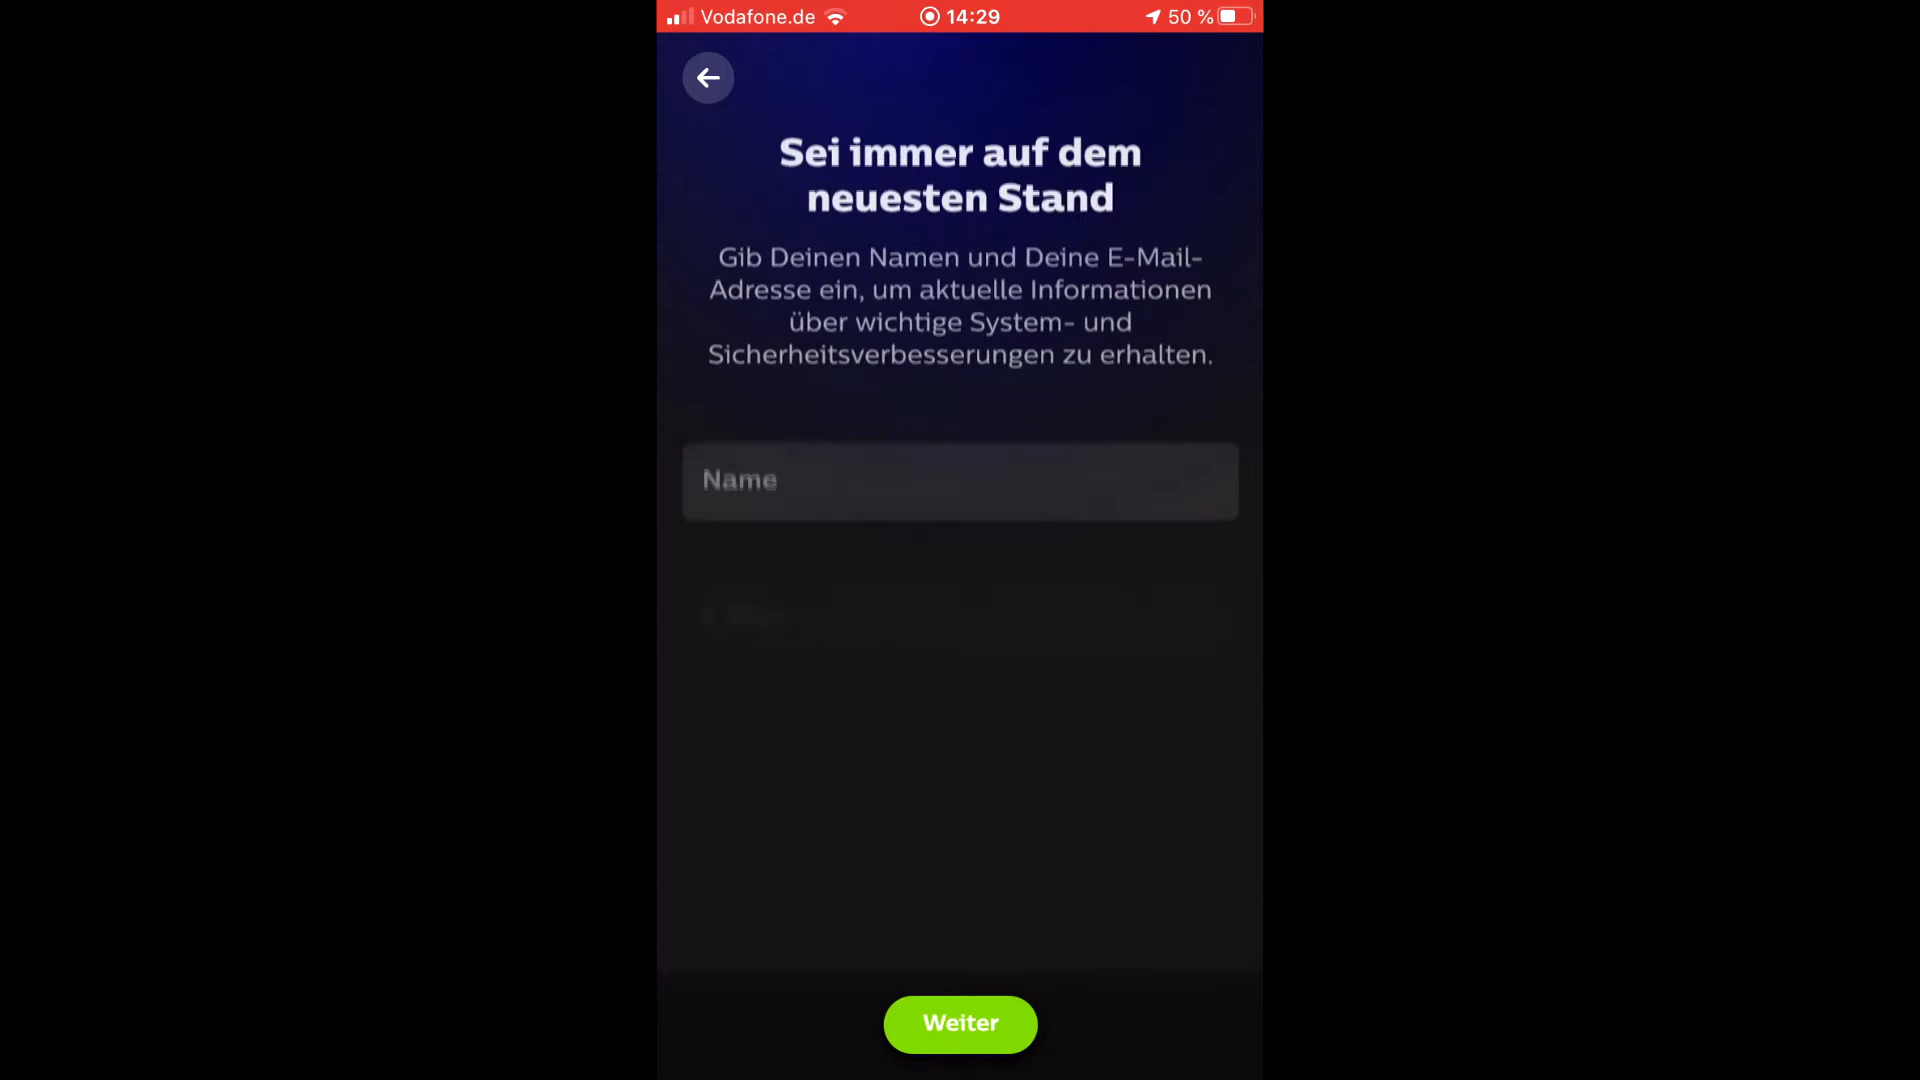 Vodafone.de 14:29 50 %
Sei immer auf dem
neuesten Stand
Gib Deinen Namen und Deine E-Mail-
Adresse ein, um aktuelle Informationen
über wichtige System- und
Sicherheitsverbesserungen zu erhalten.
Name
Weiter